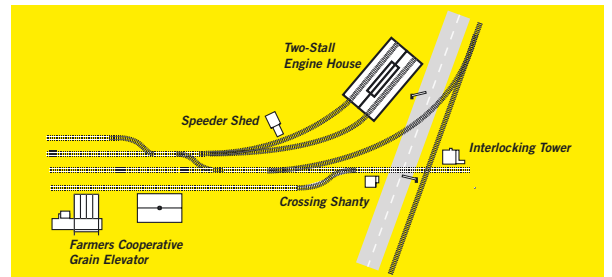 Two-Stall
Engine House
Speeder Shed
Interlocking Tower
Crossing Shanty
Farmers Cooperative
Grain Elevator